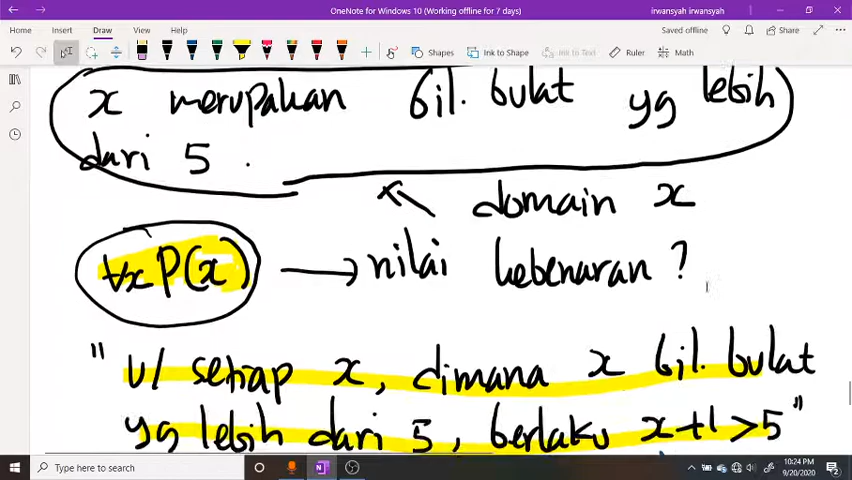 OneNote for Windows 10 (Working offline for 7 days)
irwansyah irwansyah
Home Insert Draw View Help
Saved offline Share
Shapes Ink to Shape Ink to Text Ruler Math
x merupakan bil. bulat yg lebih
dari 5.
domain x
∀x P(x) → nilai kebenaran ?
" u/ setiap x, dimana x bil. bulat
yg lebih dari 5, berlaku x+1 >5 "
Type here to search
10:24 PM
9/20/2020
2